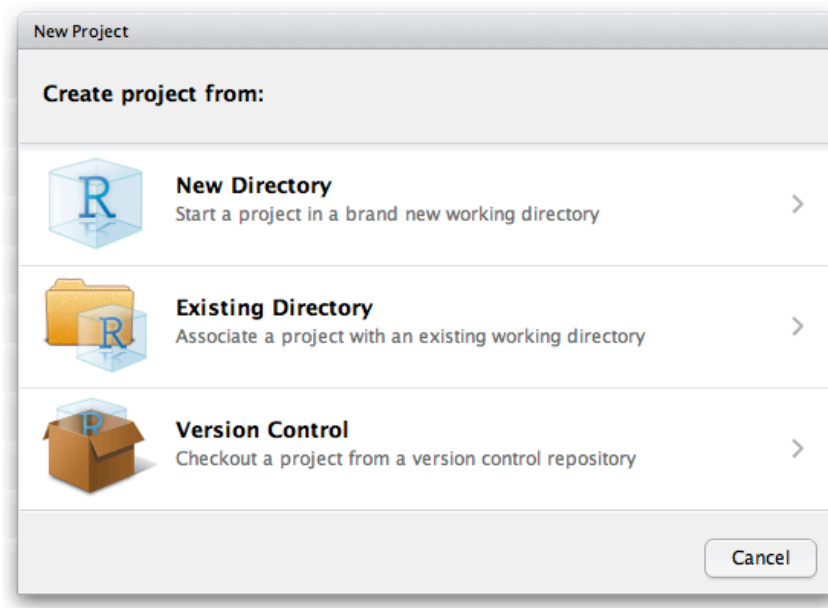 New Project
Create project from:
R
New Directory
Start a project in a brand new working directory
R
Existing Directory
Associate a project with an existing working directory
R
Version Control
Checkout a project from a version control repository
Cancel